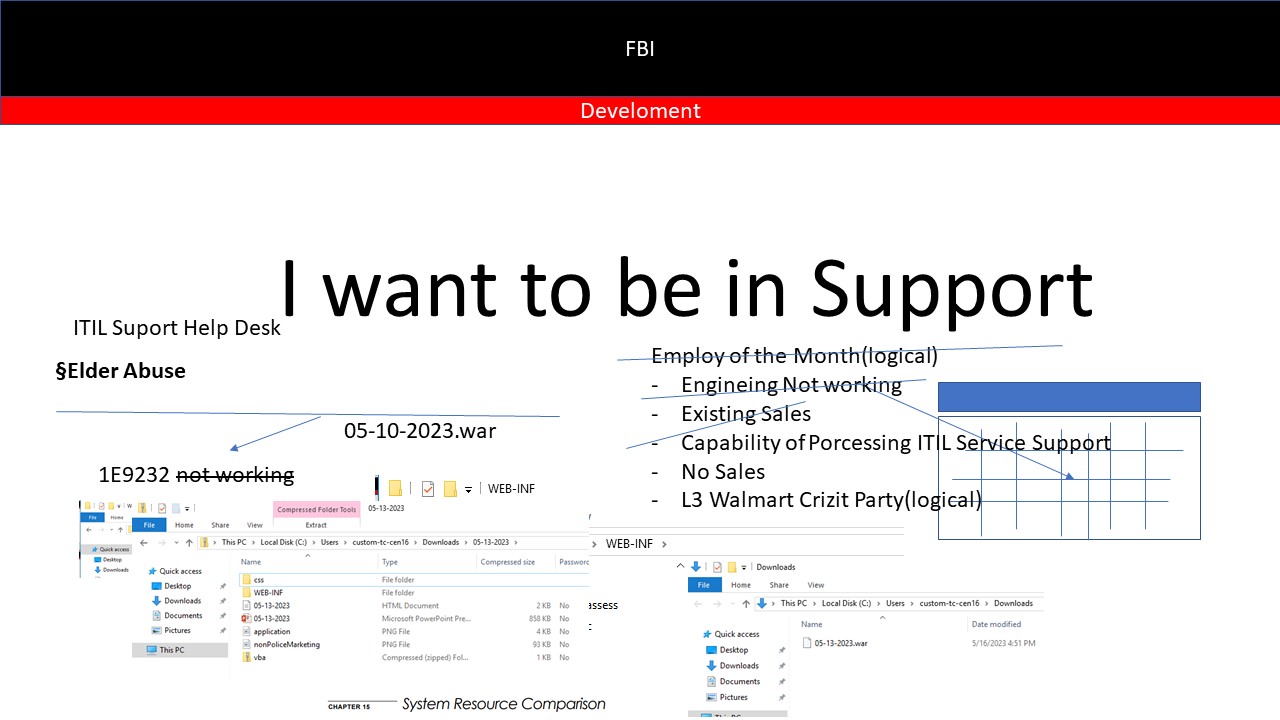 FBI
Develoment
I want to be in Support
ITIL Suport Help Desk
§Elder Abuse
05-10-2023.war
1E9232 not working
Employ of the Month(logical)
- Engineing Not working
- Existing Sales
- Capability of Porcessing ITIL Service Support
- No Sales
- L3 Walmart Crizit Party(logical)
WEB-INF
05-13-2023
File
Home
Quick access
Desktop
Downloads
Compressed Folder Tools
File Home Share View Extract
This PC > Local Disk (C:) > Users > custom-tc-cen16 > Downloads > 05-13-2023 >
Name Type Compressed size Password
Quick access
Desktop
Downloads
Documents
Pictures
This PC
css File folder
WEB-INF File folder
05-13-2023 HTML Document 2 KB No
05-13-2023 Microsoft PowerPoint Pre... 858 KB No
application PNG File 4 KB No
nonPoliceMarketing PNG File 93 KB No
vba Compressed (zipped) Fol... 1 KB No
> WEB-INF >
assess
Downloads
File Home Share View
This PC > Local Disk (C:) > Users > custom-tc-cen16 > Downloads
Name Date modified
Quick access
Desktop
Downloads
Documents
Pictures
This PC
05-13-2023.war 5/16/2023 4:51 PM
CHAPTER 15 System Resource Comparison